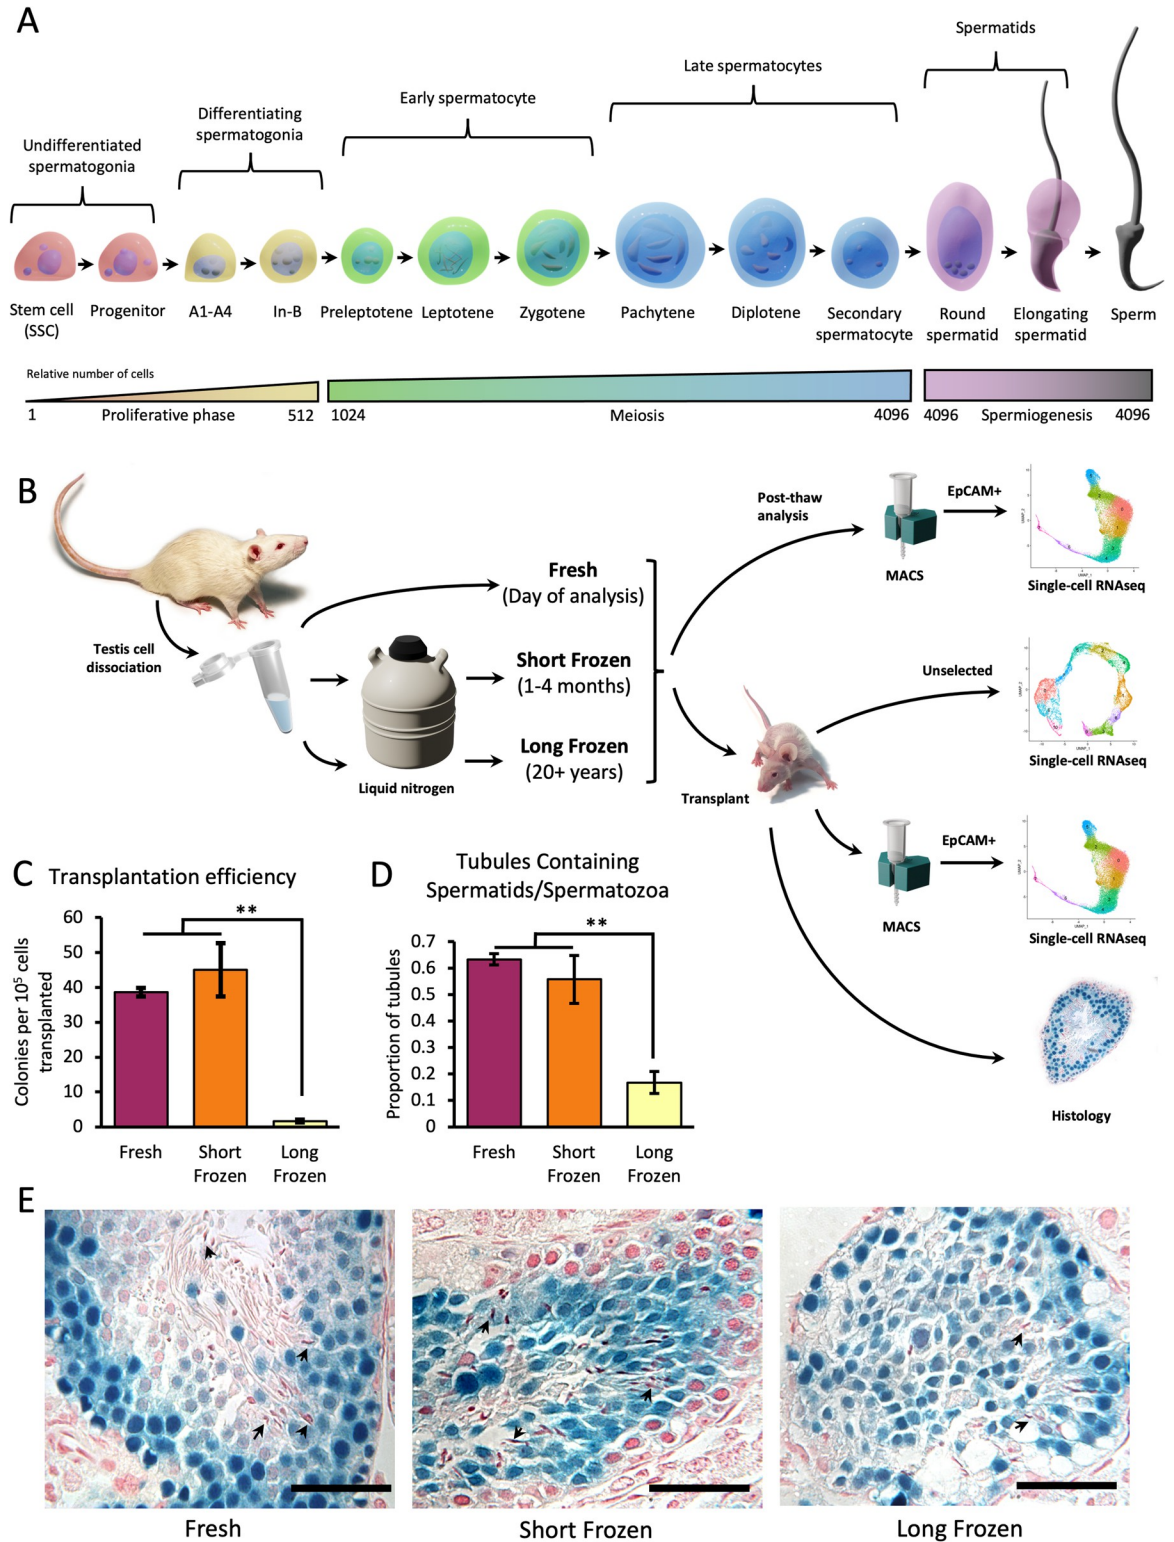 A
Spermatids
Late spermatocytes
Early spermatocyte
Differentiating
spermatogonia
Undifferentiated
spermatogonia
Stem cell
(SSC)
Progenitor
A1-A4
In-B
Preleptotene
Leptotene
Zygotene
Pachytene
Diplotene
Secondary
spermatocyte
Round
spermatid
Elongating
spermatid
Sperm
Relative number of cells
1
Proliferative phase
512
1024
Meiosis
4096
4096
Spermiogenesis
4096
B
Testis cell
dissociation
Fresh
(Day of analysis)
Short Frozen
(1-4 months)
Long Frozen
(20+ years)
Liquid nitrogen
Post-thaw
analysis
MACS
EpCAM+
Single-cell RNAseq
Transplant
Unselected
Single-cell RNAseq
MACS
EpCAM+
Single-cell RNAseq
Histology
C
Transplantation efficiency
**
Colonies per 10⁵ cells
transplanted
60
50
40
30
20
10
0
Fresh
Short
Frozen
Long
Frozen
D
Tubules Containing
Spermatids/Spermatozoa
**
Proportion of tubules
0.7
0.6
0.5
0.4
0.3
0.2
0.1
0
Fresh
Short
Frozen
Long
Frozen
E
Fresh
Short Frozen
Long Frozen